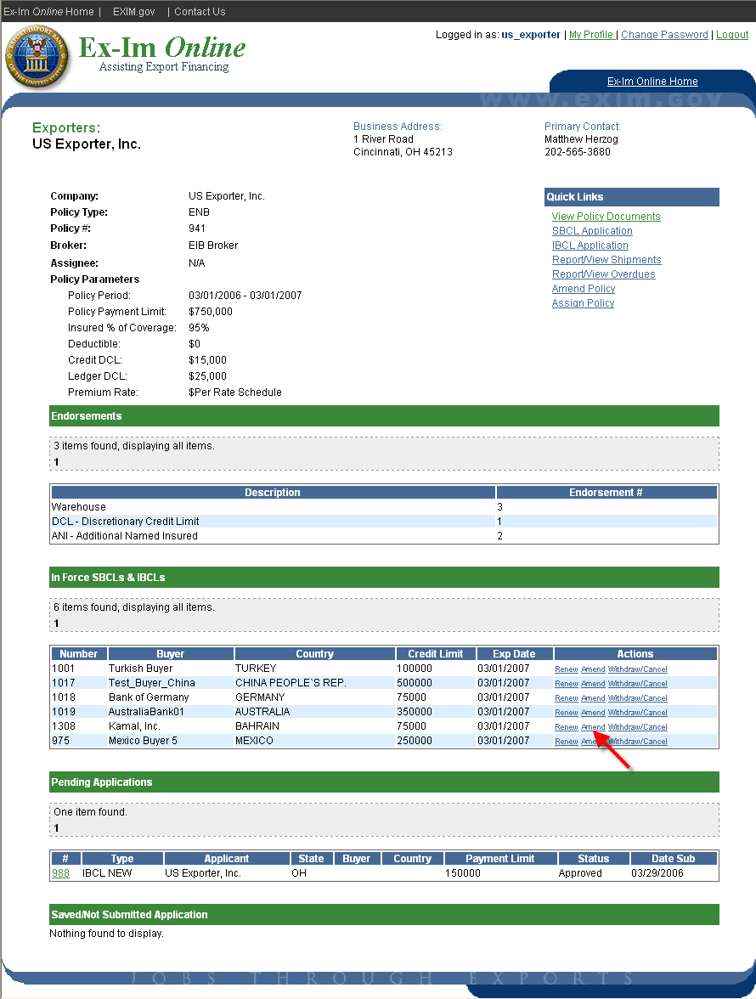 Ex-Im Online Home | EXIM.gov | Contact Us
Logged in as: us_exporter | My Profile | Change Password | Logout
EXPORT-IMPORT BANK OF THE UNITED STATES
Ex-Im Online
Assisting Export Financing
Ex-Im Online Home
www.exim.gov
Exporters:
US Exporter, Inc.
Business Address:
1 River Road
Cincinnati, OH 45213
Primary Contact:
Matthew Herzog
202-565-3680
Company: US Exporter, Inc.
Policy Type: ENB
Policy #: 941
Broker: EIB Broker
Assignee: N/A
Policy Parameters
Policy Period: 03/01/2006 - 03/01/2007
Policy Payment Limit: $750,000
Insured % of Coverage: 95%
Deductible: $0
Credit DCL: $15,000
Ledger DCL: $25,000
Premium Rate: $Per Rate Schedule
Quick Links
View Policy Documents
SBCL Application
IBCL Application
Report/View Shipments
Report/View Overdues
Amend Policy
Assign Policy
Endorsements
3 items found, displaying all items.
1
Description Endorsement #
Warehouse 3
DCL - Discretionary Credit Limit 1
ANI - Additional Named Insured 2
In Force SBCLs & IBCLs
6 items found, displaying all items.
1
Number Buyer Country Credit Limit Exp Date Actions
1001 Turkish Buyer TURKEY 100000 03/01/2007 Renew Amend Withdraw/Cancel
1017 Test_Buyer_China CHINA PEOPLE`S REP. 500000 03/01/2007 Renew Amend Withdraw/Cancel
1018 Bank of Germany GERMANY 75000 03/01/2007 Renew Amend Withdraw/Cancel
1019 AustraliaBank01 AUSTRALIA 350000 03/01/2007 Renew Amend Withdraw/Cancel
1308 Kamal, Inc. BAHRAIN 75000 03/01/2007 Renew Amend Withdraw/Cancel
975 Mexico Buyer 5 MEXICO 250000 03/01/2007 Renew Amend Withdraw/Cancel
Pending Applications
One item found.
1
# Type Applicant State Buyer Country Payment Limit Status Date Sub
988 IBCL NEW US Exporter, Inc. OH 150000 Approved 03/29/2006
Saved/Not Submitted Application
Nothing found to display.
JOBS THROUGH EXPORTS